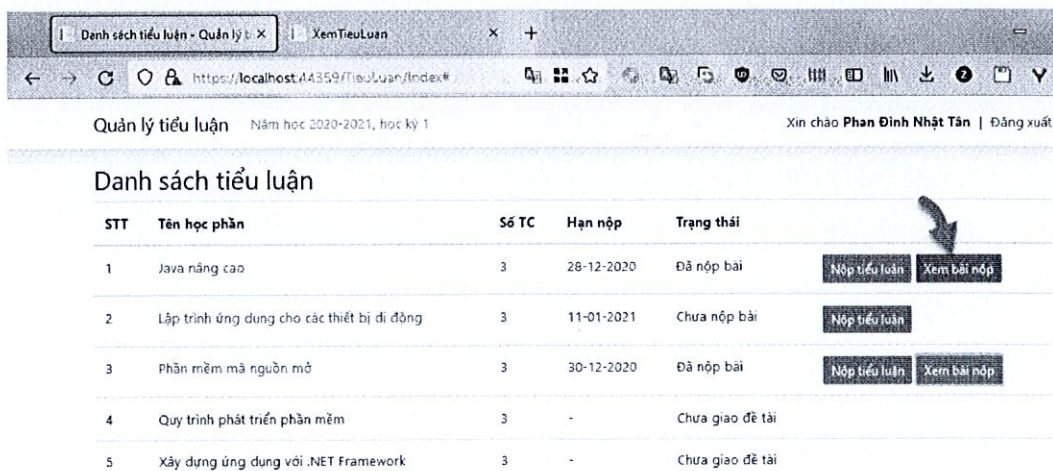 Danh sách tiểu luận - Quản lý t × XemTieuLuan × +
https://localhost:44359/TieuLuan/Index#
Quản lý tiểu luận Năm học 2020-2021, học kỳ 1 Xin chào Phan Đình Nhật Tân | Đăng xuất
Danh sách tiểu luận
STT Tên học phần Số TC Hạn nộp Trạng thái
1 Java nâng cao 3 28-12-2020 Đã nộp bài Nộp tiểu luận Xem bài nộp
2 Lập trình ứng dụng cho các thiết bị di động 3 11-01-2021 Chưa nộp bài Nộp tiểu luận
3 Phần mềm mã nguồn mở 3 30-12-2020 Đã nộp bài Nộp tiểu luận Xem bài nộp
4 Quy trình phát triển phần mềm 3 - Chưa giao đề tài
5 Xây dựng ứng dụng với .NET Framework 3 - Chưa giao đề tài